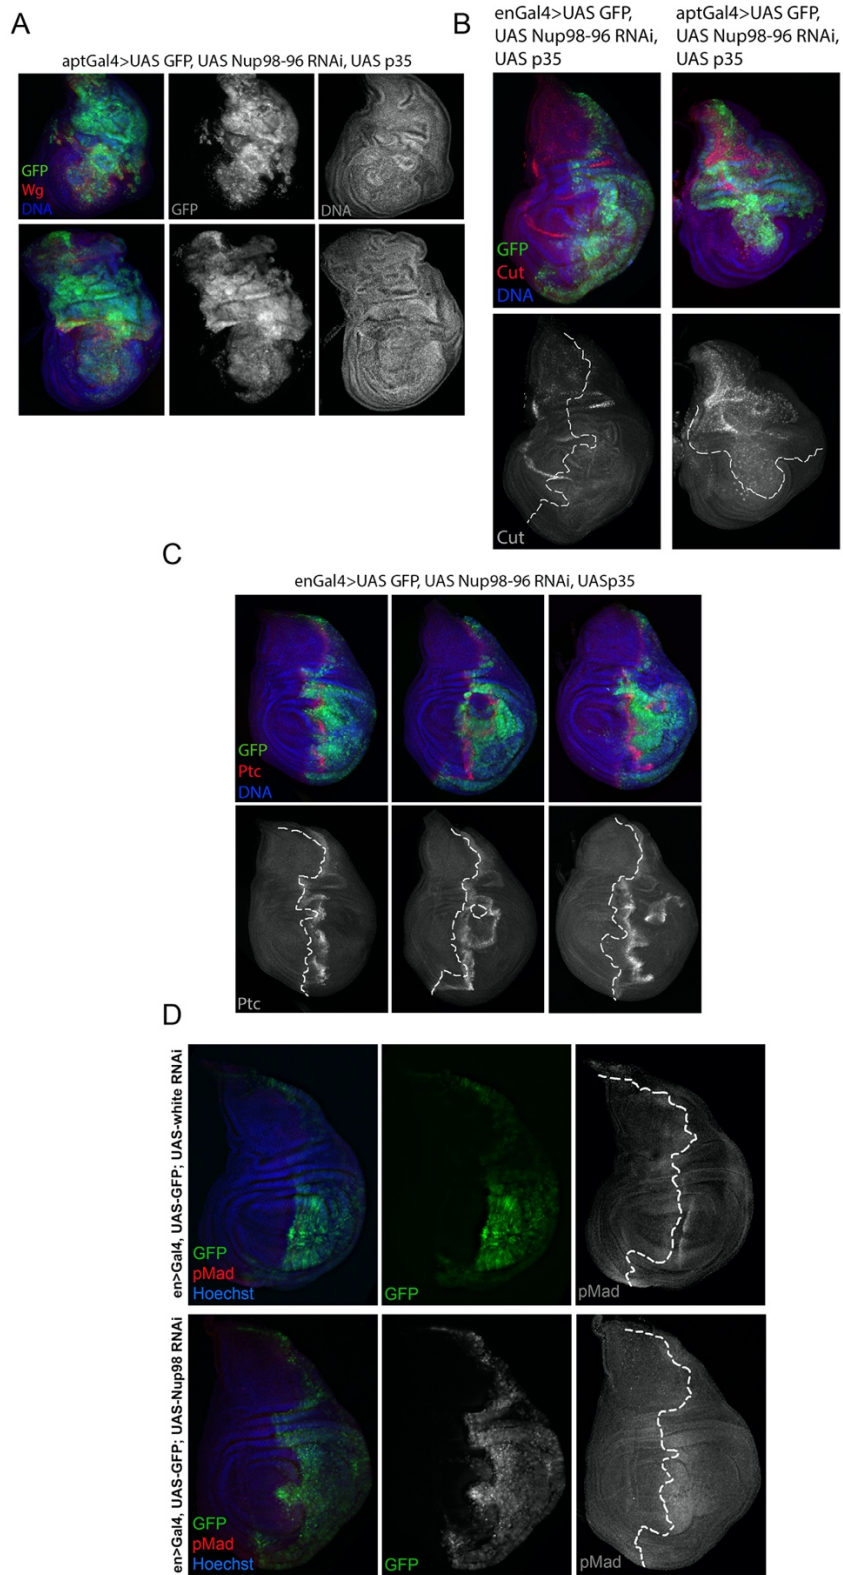 A
aptGal4>UAS GFP, UAS Nup98-96 RNAi, UAS p35
GFP
Wg
DNA
GFP
DNA
B
enGal4>UAS GFP,
UAS Nup98-96 RNAi,
UAS p35
aptGal4>UAS GFP,
UAS Nup98-96 RNAi,
UAS p35
GFP
Cut
DNA
Cut
C
enGal4>UAS GFP, UAS Nup98-96 RNAi, UASp35
GFP
Ptc
DNA
Ptc
D
en>Gal4, UAS-GFP; UAS-white RNAi
GFP
pMad
Hoechst
GFP
pMad
en>Gal4, UAS-GFP; UAS-Nup98 RNAi
GFP
pMad
Hoechst
GFP
pMad